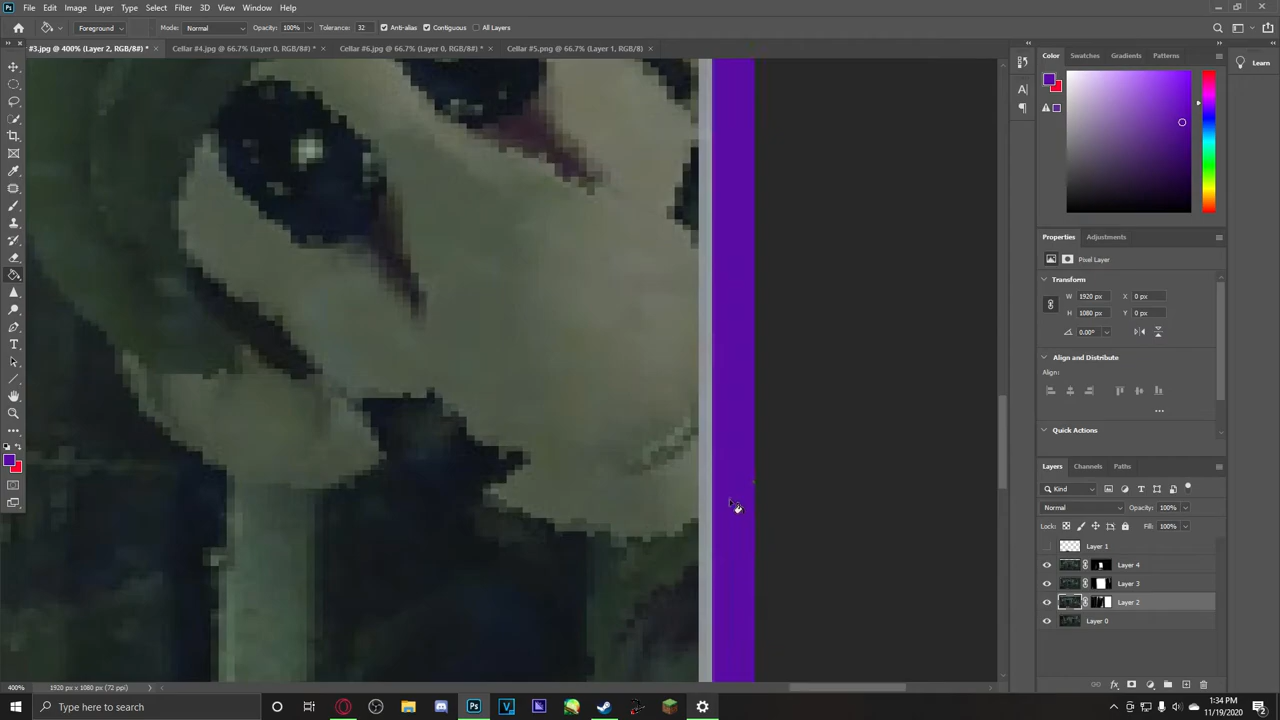 Ps File Edit Image Layer Type Select Filter 3D View Window Help
Foreground Mode: Normal Opacity: 100% Tolerance: 32 Anti-alias Contiguous All Layers
#3.jpg @ 400% (Layer 2, RGB/8#) * × Cellar #4.jpg @ 66.7% (Layer 0, RGB/8#) * × Cellar #6.jpg @ 66.7% (Layer 0, RGB/8#) * × Cellar #5.png @ 66.7% (Layer 1, RGB/8) ×
Color Swatches Gradients Patterns
Learn
Properties Adjustments
Pixel Layer
Transform
W 1920 px X 0 px
H 1080 px Y 0 px
0.00°
Align and Distribute
Align:
Quick Actions
Layers Channels Paths
Kind
Normal Opacity: 100%
Lock: Fill: 100%
Layer 1
Layer 4
Layer 3
Layer 2
Layer 0
400% 1920 px x 1080 px (72 ppi)
Type here to search
1:34 PM
11/19/2020